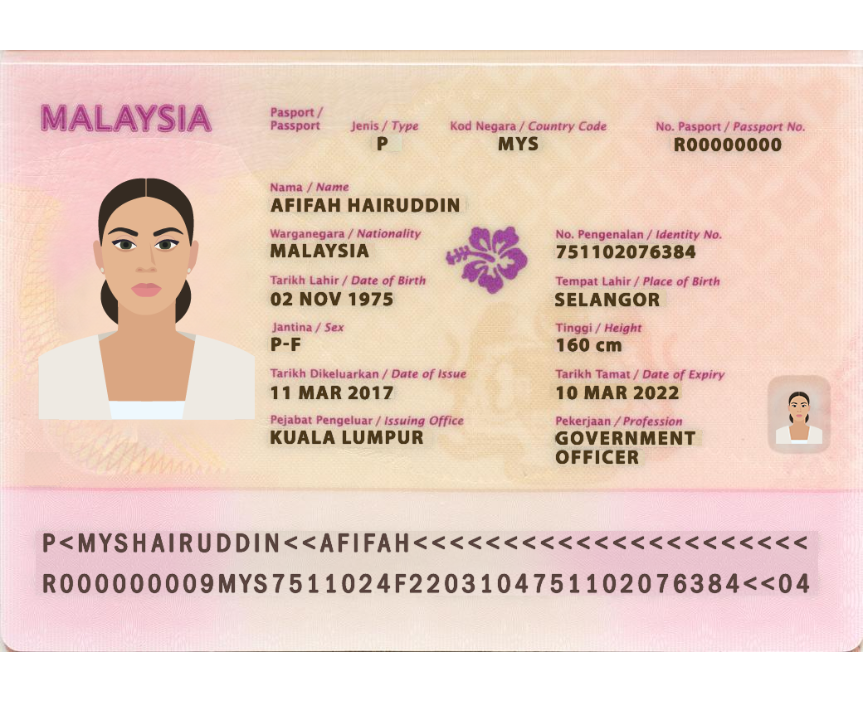 MALAYSIA
Pasport / Passport
Jenis / Type
P
Kod Negara / Country Code
MYS
No. Pasport / Passport No.
R00000000
Nama / Name
AFIFAH HAIRUDDIN
Warganegara / Nationality
MALAYSIA
No. Pengenalan / Identity No.
751102076384
Tarikh Lahir / Date of Birth
02 NOV 1975
Tempat Lahir / Place of Birth
SELANGOR
Jantina / Sex
P-F
Tinggi / Height
160 cm
Tarikh Dikeluarkan / Date of Issue
11 MAR 2017
Tarikh Tamat / Date of Expiry
10 MAR 2022
Pejabat Pengeluar / Issuing Office
KUALA LUMPUR
Pekerjaan / Profession
GOVERNMENT
OFFICER
P<MYSHAIRUDDIN<<AFIFAH<<<<<<<<<<<<<<<<<<<<<<
R000000009MYS7511024F2203104751102076384<<04